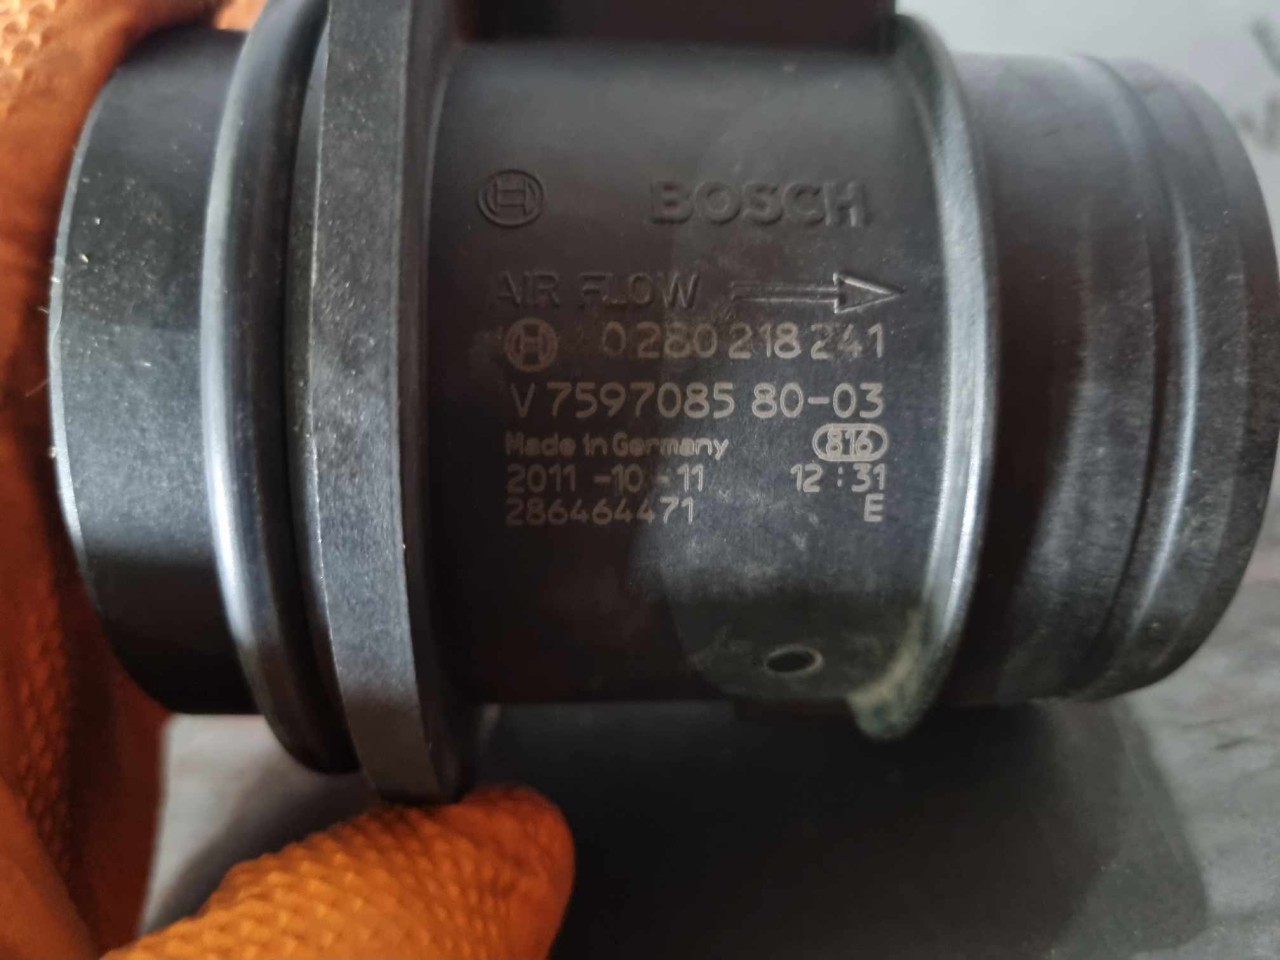 BOSCH
AIR FLOW
0 280 218 241
V 7597085 80-03
Made in Germany 816
2011-10-11 12:31
286464471 E